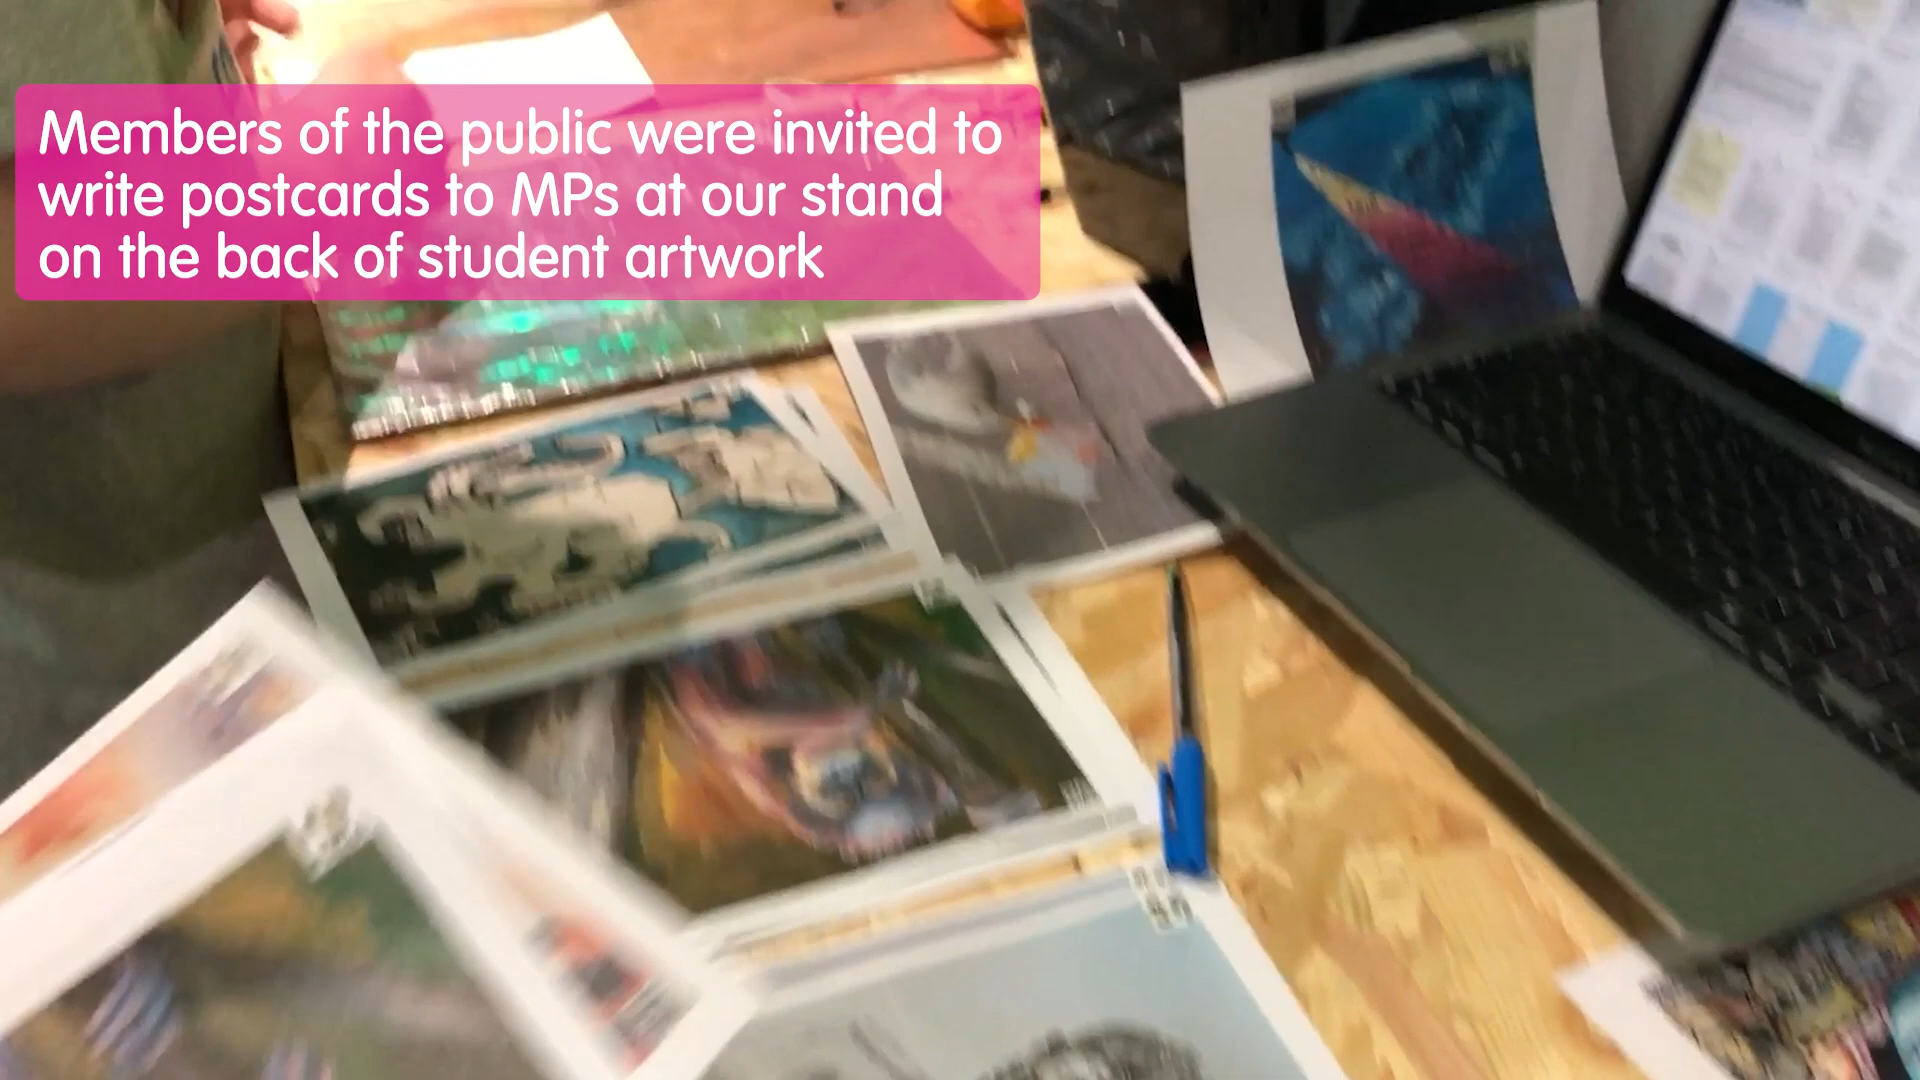 Members of the public were invited to
write postcards to MPs at our stand
on the back of student artwork